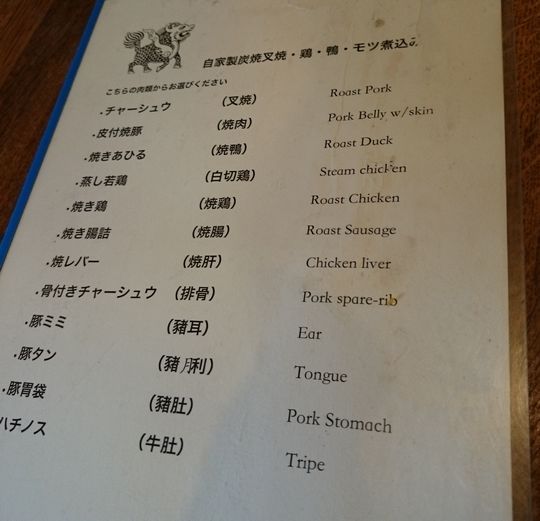 自家製炭焼叉焼・鶏・鴨・モツ煮込み
こちらの肉類からお選びください
・チャーシュウ （叉焼） Roast Pork
・皮付焼豚 （焼肉） Pork Belly w/skin
・焼きあひる （焼鴨） Roast Duck
・蒸し若鶏 （白切鶏） Steam chicken
・焼き鶏 （焼鶏） Roast Chicken
・焼き腸詰 （焼腸） Roast Sausage
・焼レバー （焼肝） Chicken liver
・骨付きチャーシュウ （排骨） Pork spare-rib
・豚ミミ （豬耳） Ear
・豚タン （豬月利） Tongue
・豚胃袋 （豬肚） Pork Stomach
ハチノス （牛肚） Tripe